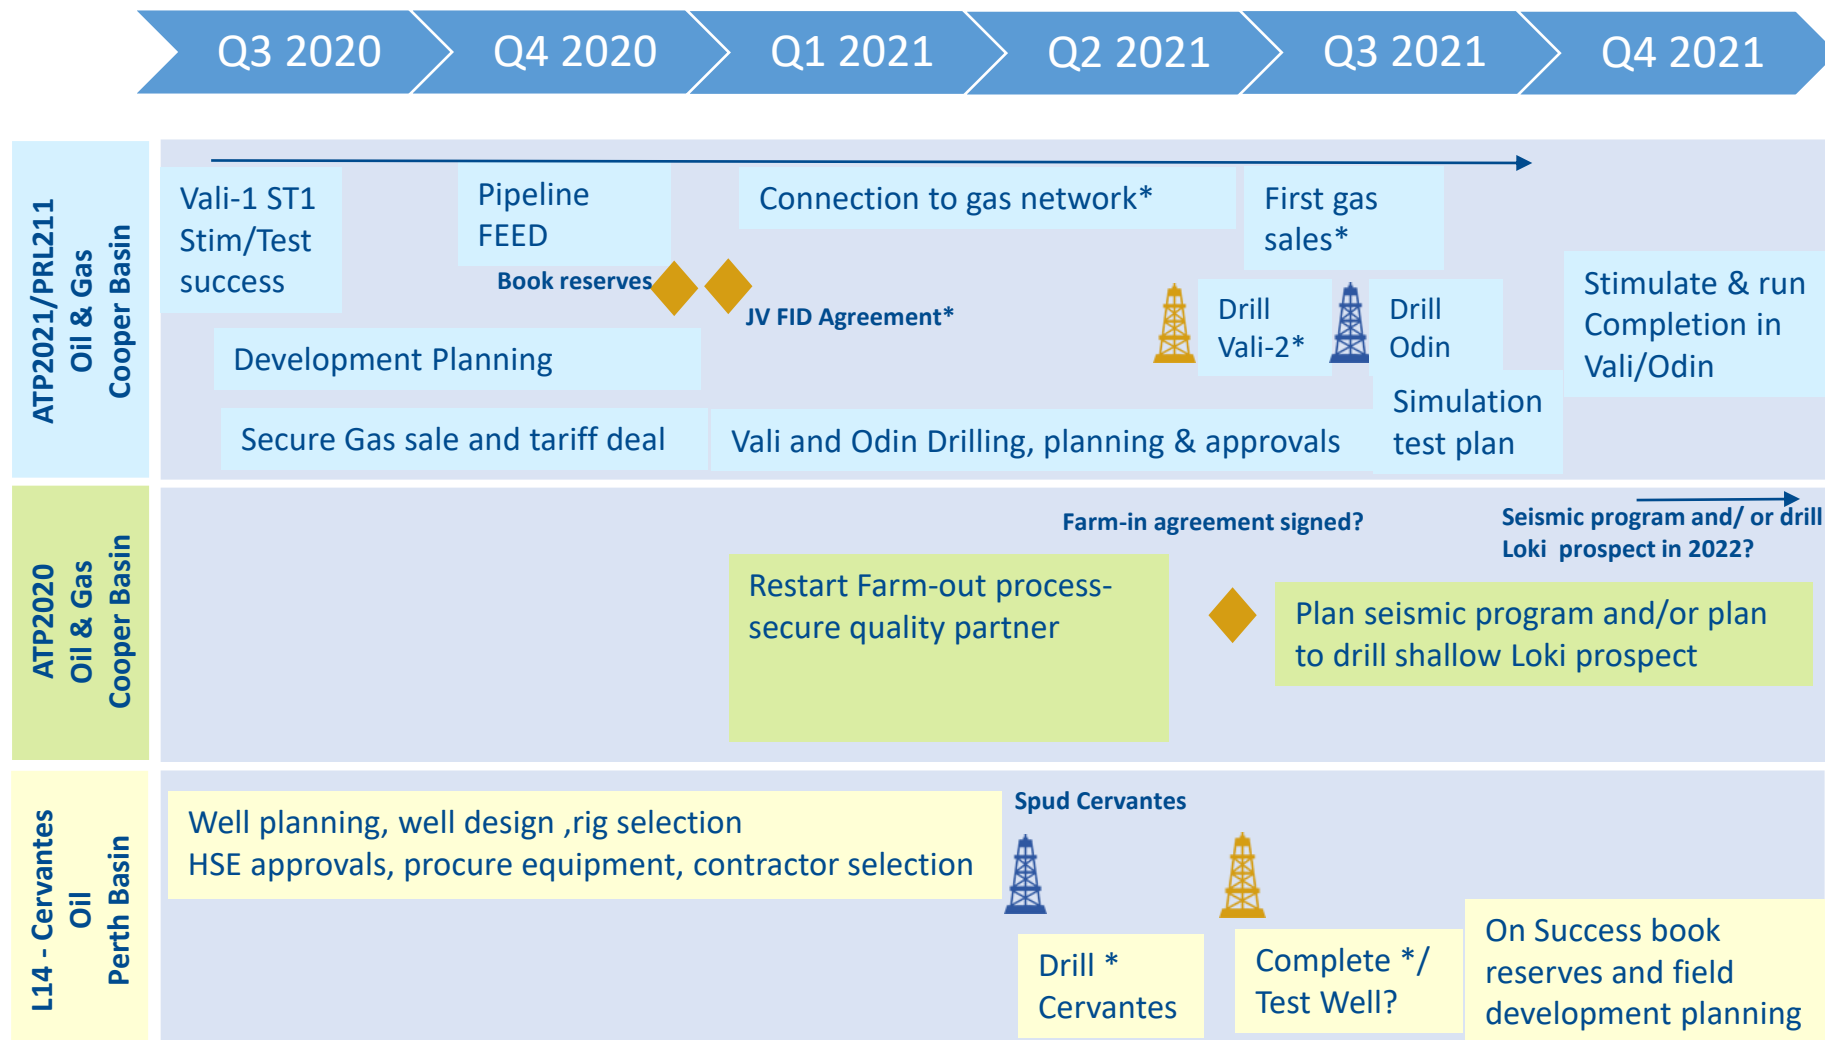 Q3 2020
Q4 2020
Q1 2021
Q2 2021
Q3 2021
Q4 2021
ATP2021/PRL211
Oil & Gas
Cooper Basin
Vali-1 ST1
Stim/Test
success
Pipeline
FEED
Connection to gas network*
First gas
sales*
Book reserves
JV FID Agreement*
Drill
Vali-2*
Drill
Odin
Stimulate & run
Completion in
Vali/Odin
Development Planning
Simulation
test plan
Secure Gas sale and tariff deal
Vali and Odin Drilling, planning & approvals
ATP2020
Oil & Gas
Cooper Basin
Farm-in agreement signed?
Seismic program and/ or drill
Loki  prospect in 2022?
Restart Farm-out process-
secure quality partner
Plan seismic program and/or plan
to drill shallow Loki prospect
L14 - Cervantes
Oil
Perth Basin
Well planning, well design ,rig selection
HSE approvals, procure equipment, contractor selection
Spud Cervantes
Drill *
Cervantes
Complete */
Test Well?
On Success book
reserves and field
development planning